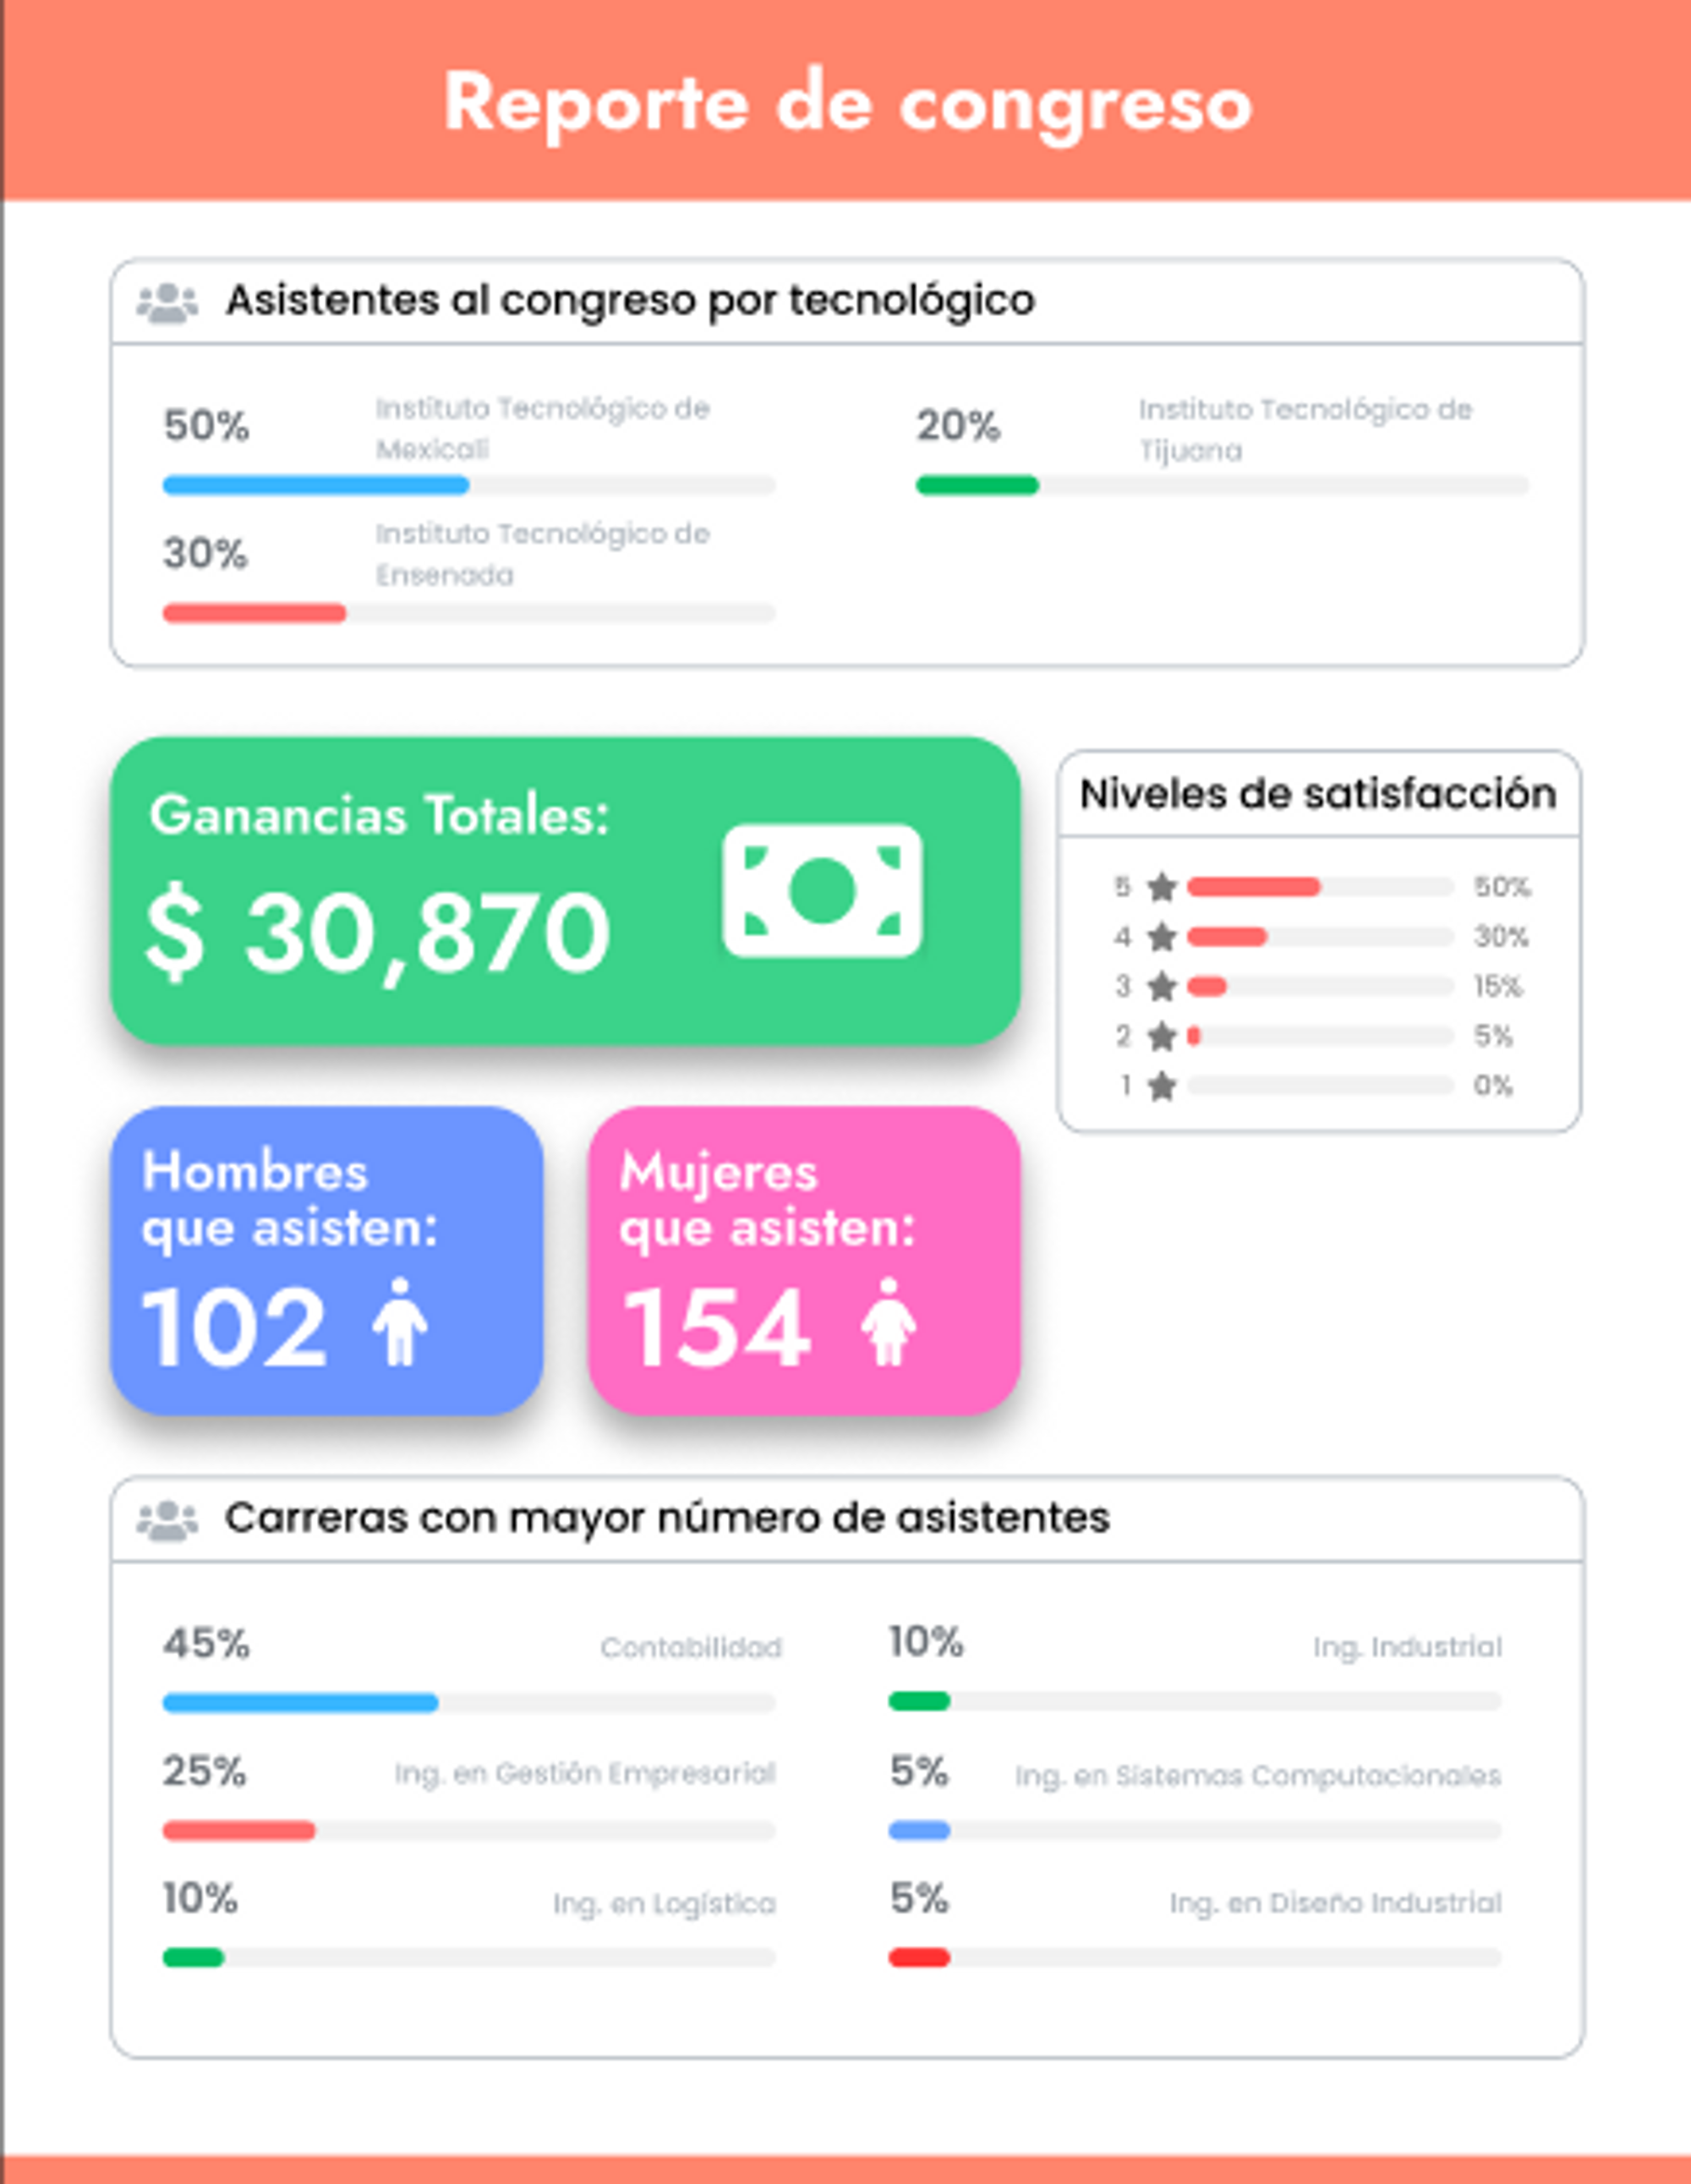 Reporte de congreso
Asistentes al congreso por tecnológico
50%
Instituto Tecnológico de
Mexicali
20%
Instituto Tecnológico de
Tijuana
30%
Instituto Tecnológico de
Ensenada
Ganancias Totales:
$ 30,870
Niveles de satisfacción
5 50%
4 30%
3 15%
2 5%
1 0%
Hombres
que asisten:
102
Mujeres
que asisten:
154
Carreras con mayor número de asistentes
45% Contabilidad
10% Ing. Industrial
25% Ing. en Gestión Empresarial
5% Ing. en Sistemas Computacionales
10% Ing. en Logística
5% Ing. en Diseño Industrial